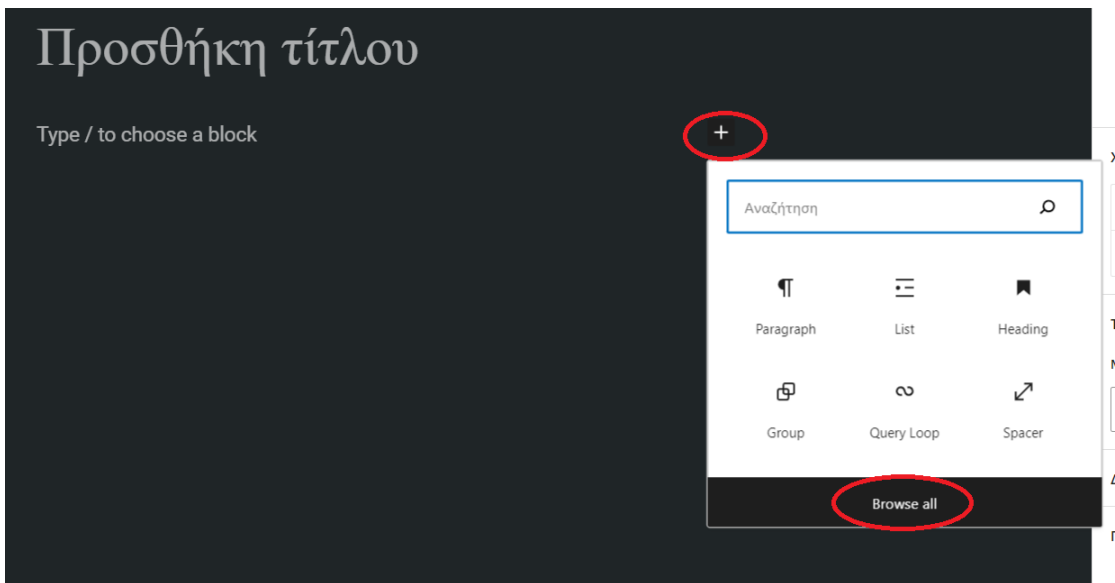 Προσθήκη τίτλου
Type / to choose a block
Αναζήτηση
Paragraph List Heading
Group Query Loop Spacer
Browse all